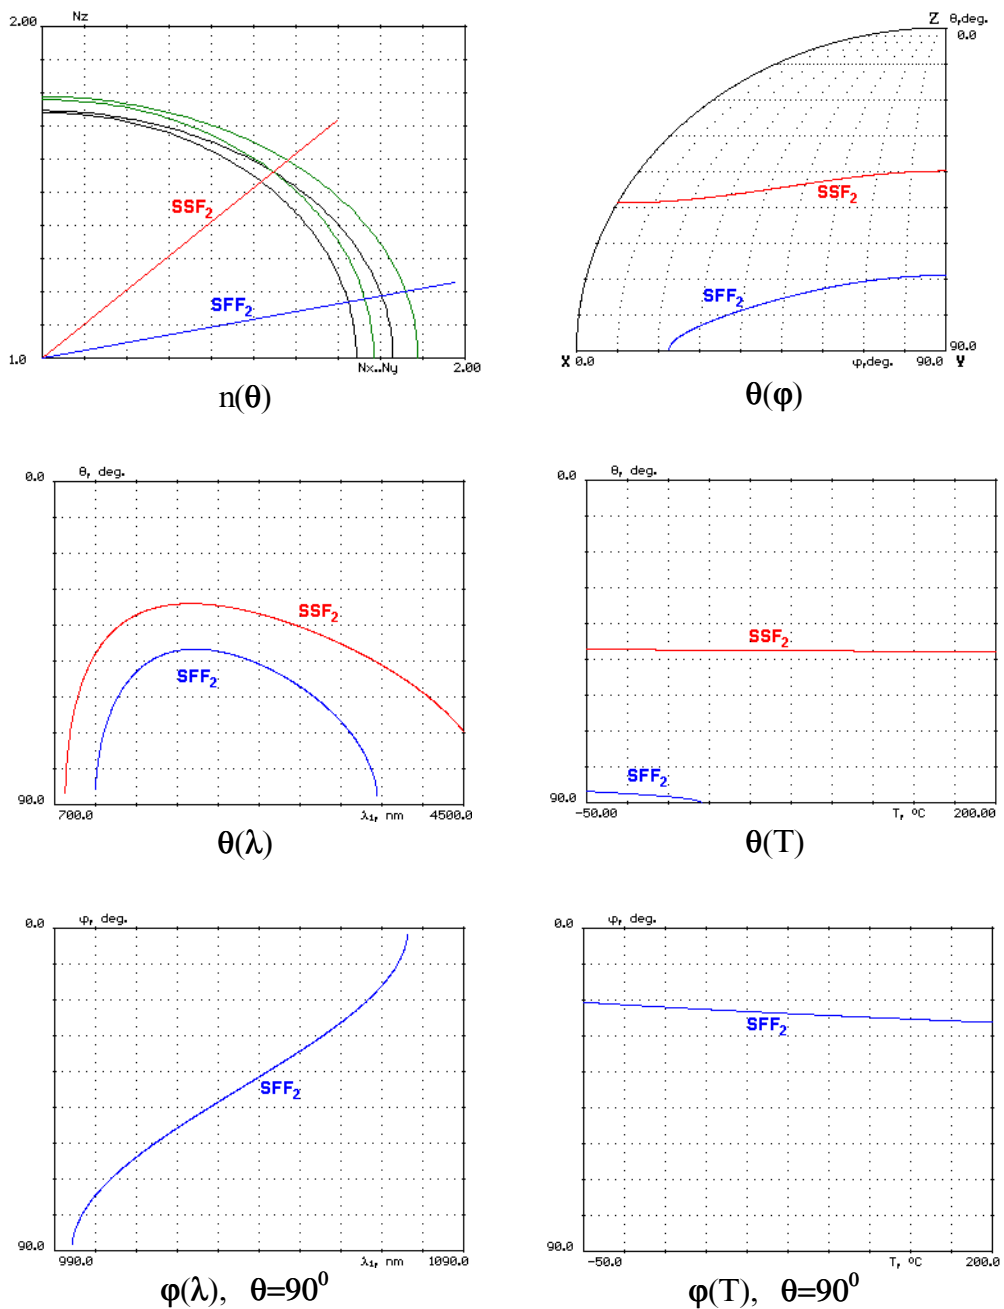 2.00
Nz
SSF2
SFF2
1.0
Nx..Ny
2.00
n(θ)
Z θ,deg.
0.0
SSF2
SFF2
90.0
X 0.0
φ,deg.
90.0 Y
θ(φ)
0.0
θ, deg.
SSF2
SFF2
90.0
700.0
λ₁, nm
4500.0
θ(λ)
0.0
θ, deg.
SSF2
SFF2
90.0
-50.00
T, ºC
200.00
θ(T)
0.0
φ, deg.
SFF2
90.0
990.0
λ₁, nm
1090.0
φ(λ), θ=90⁰
0.0
φ, deg.
SFF2
90.0
-50.00
T, ºC
200.0
φ(T), θ=90⁰